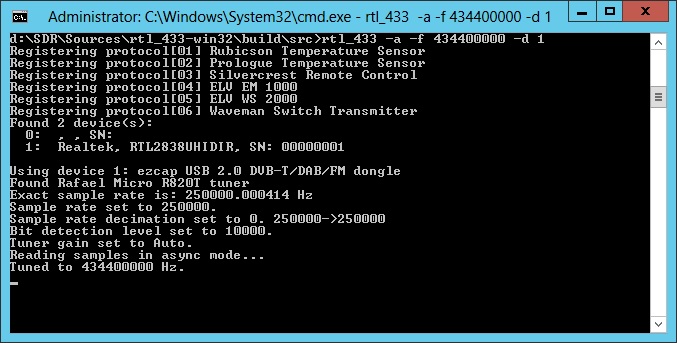 Administrator: C:\Windows\System32\cmd.exe - rtl_433 -a -f 434400000 -d 1
d:\SDR\Sources\rtl_433-win32\build\src>rtl_433 -a -f 434400000 -d 1
Registering protocol[01] Rubicson Temperature Sensor
Registering protocol[02] Prologue Temperature Sensor
Registering protocol[03] Silvercrest Remote Control
Registering protocol[04] ELV EM 1000
Registering protocol[05] ELV WS 2000
Registering protocol[06] Waveman Switch Transmitter
Found 2 device(s):
  0:  , , SN:
  1:  Realtek, RTL2838UHIDIR, SN: 00000001

Using device 1: ezcap USB 2.0 DVB-T/DAB/FM dongle
Found Rafael Micro R820T tuner
Exact sample rate is: 250000.000414 Hz
Sample rate set to 250000.
Sample rate decimation set to 0. 250000->250000
Bit detection level set to 10000.
Tuner gain set to Auto.
Reading samples in async mode...
Tuned to 434400000 Hz.